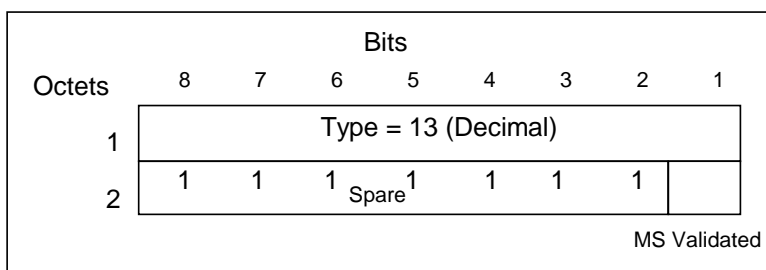 Bits
Octets 8 7 6 5 4 3 2 1
1 Type = 13 (Decimal)
2 1 1 1 1 1 1 1
Spare
MS Validated